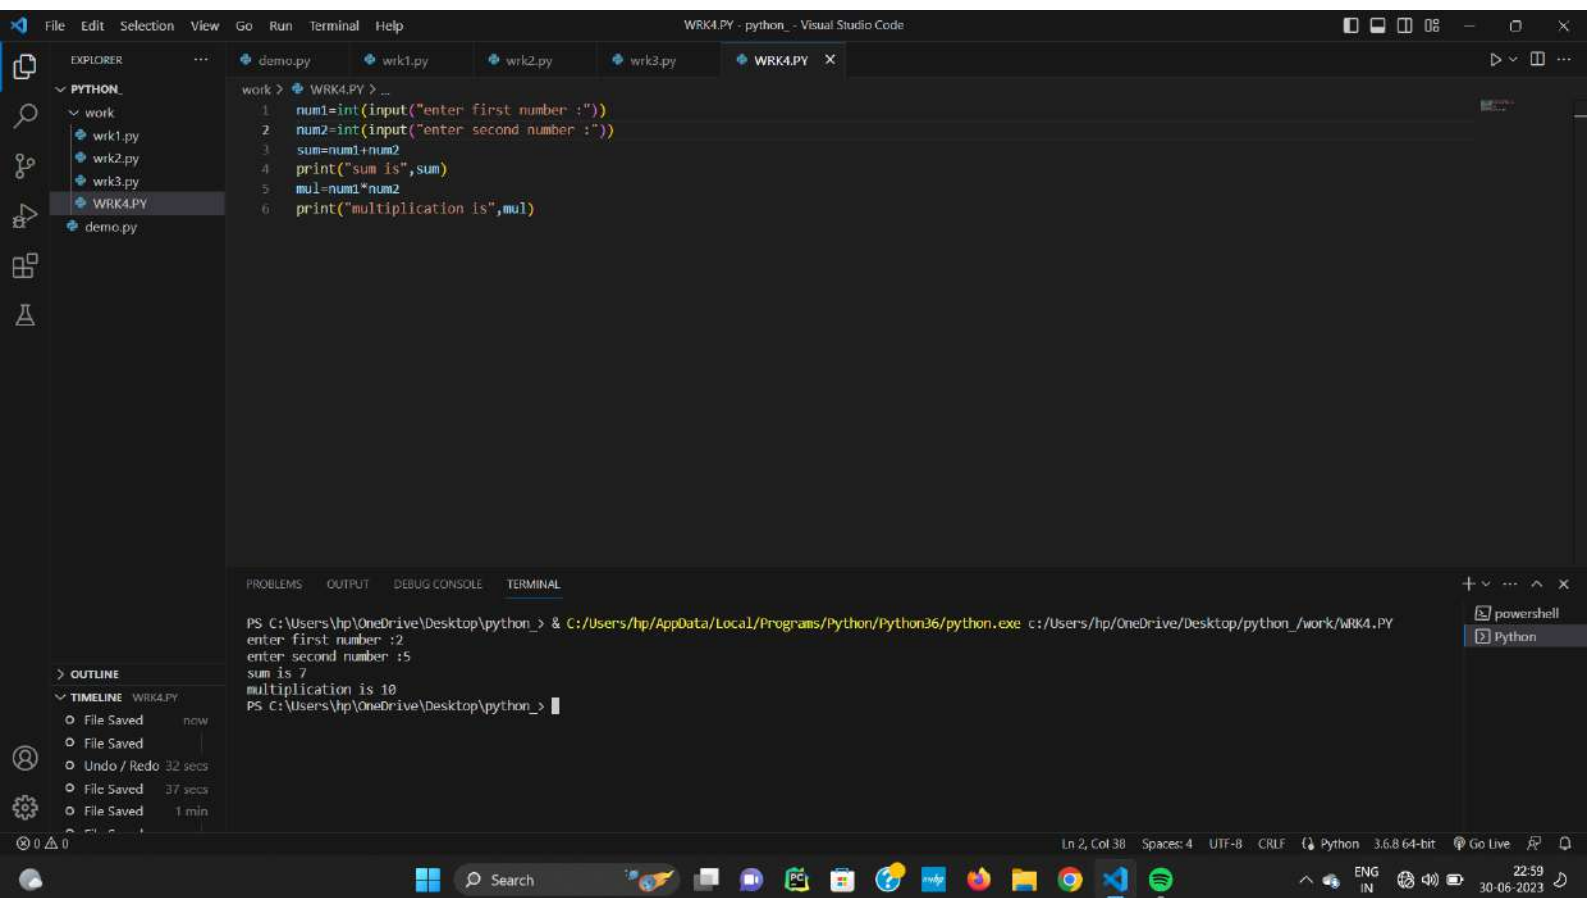 File Edit Selection View Go Run Terminal Help
WRK4.PY - python_ - Visual Studio Code
EXPLORER
demo.py wrk1.py wrk2.py wrk3.py WRK4.PY
PYTHON_
work
wrk1.py
wrk2.py
wrk3.py
WRK4.PY
demo.py
work > WRK4.PY > ...
1 num1=int(input("enter first number :"))
2 num2=int(input("enter second number :"))
3 sum=num1+num2
4 print("sum is",sum)
5 mul=num1*num2
6 print("multiplication is",mul)
PROBLEMS OUTPUT DEBUG CONSOLE TERMINAL
PS C:\Users\hp\OneDrive\Desktop\python_> & C:/Users/hp/AppData/Local/Programs/Python/Python36/python.exe c:/Users/hp/OneDrive/Desktop/python_/work/WRK4.PY
enter first number :2
enter second number :5
sum is 7
multiplication is 10
PS C:\Users\hp\OneDrive\Desktop\python_>
powershell
Python
OUTLINE
TIMELINE WRK4.PY
File Saved now
File Saved
Undo / Redo 32 secs
File Saved 37 secs
File Saved 1 min
0 0
Ln 2, Col 38 Spaces: 4 UTF-8 CRLF Python 3.6.8 64-bit Go Live
Search
PC
ENG
IN
22:59
30-06-2023